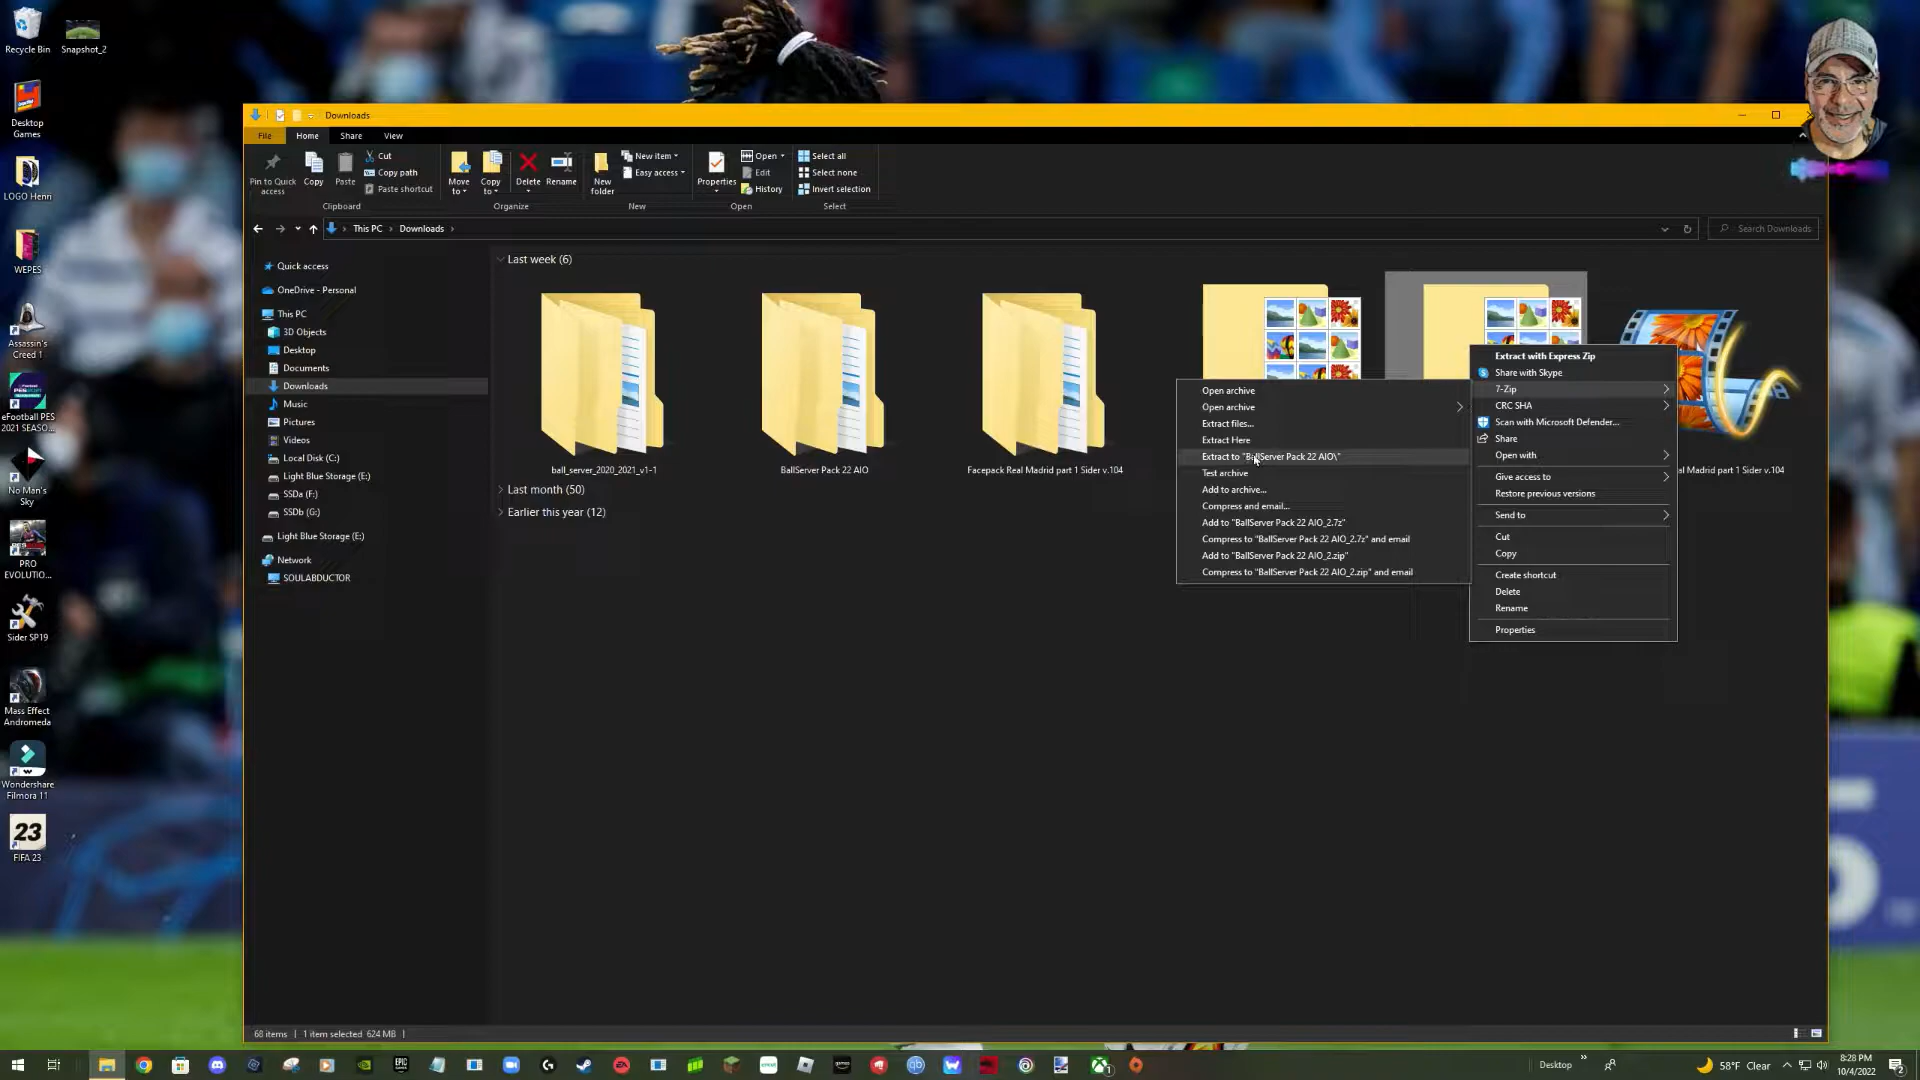 Recycle Bin
Snapshot_2
Desktop Games
LOGO Henri
WEPES
Assassin's Creed 1
eFootball PES 2021 SEASO...
No Man's Sky
PRO EVOLUTIO...
Sider SP19
Mass Effect Andromeda
Wondershare Filmora 11
23
FIFA 23
Downloads
File Home Share View
Pin to Quick access
Copy
Paste
Cut
Copy path
Paste shortcut
Clipboard
Move to
Copy to
Delete
Rename
Organize
New folder
New item
Easy access
New
Properties
Open
Edit
History
Open
Select all
Select none
Invert selection
Select
This PC
Downloads
Search Downloads
Quick access
OneDrive - Personal
This PC
3D Objects
Desktop
Documents
Downloads
Music
Pictures
Videos
Local Disk (C:)
Light Blue Storage (E:)
SSDa (F:)
SSDb (G:)
Light Blue Storage (E:)
Network
SOULABDUCTOR
Last week (6)
ball_server_2020_2021_v1-1
BallServer Pack 22 AIO
Facepack Real Madrid part 1 Sider v.104
al Madrid part 1 Sider v.104
Last month (50)
Earlier this year (12)
Open archive
Open archive
Extract files...
Extract Here
Extract to "BallServer Pack 22 AIO\"
Test archive
Add to archive...
Compress and email...
Add to "BallServer Pack 22 AIO_2.7z"
Compress to "BallServer Pack 22 AIO_2.7z" and email
Add to "BallServer Pack 22 AIO_2.zip"
Compress to "BallServer Pack 22 AIO_2.zip" and email
Extract with Express Zip
Share with Skype
7-Zip
CRC SHA
Scan with Microsoft Defender...
Share
Open with
Give access to
Restore previous versions
Send to
Cut
Copy
Create shortcut
Delete
Rename
Properties
68 items
1 item selected 624 MB
Desktop
58°F Clear
8:28 PM
10/4/2022